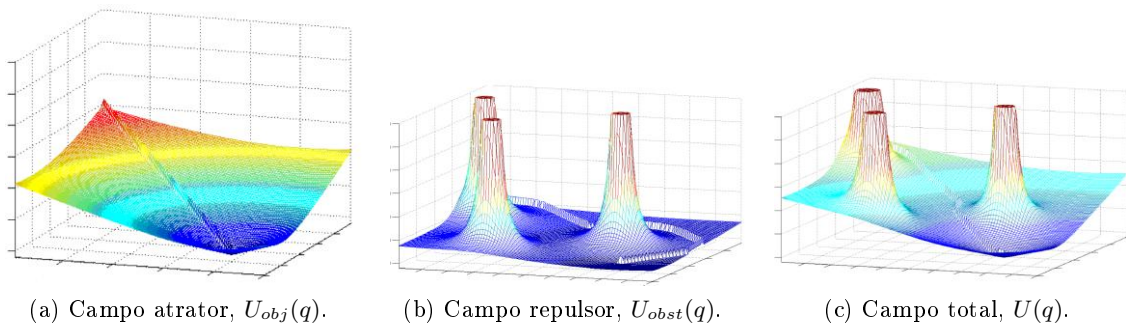 (a) Campo atrator, U_{obj}(q).
(b) Campo repulsor, U_{obst}(q).
(c) Campo total, U(q).